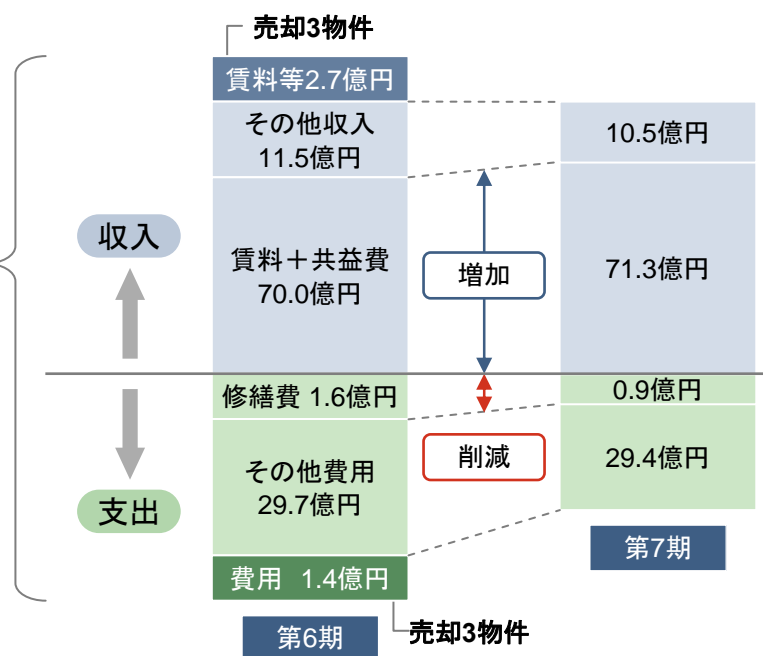 売却3物件
賃料等2.7億円
その他収入
11.5億円
10.5億円
収入
賃料＋共益費
70.0億円
増加
71.3億円
修繕費 1.6億円
0.9億円
削減
その他費用
29.7億円
29.4億円
支出
費用 1.4億円
第7期
第6期
売却3物件